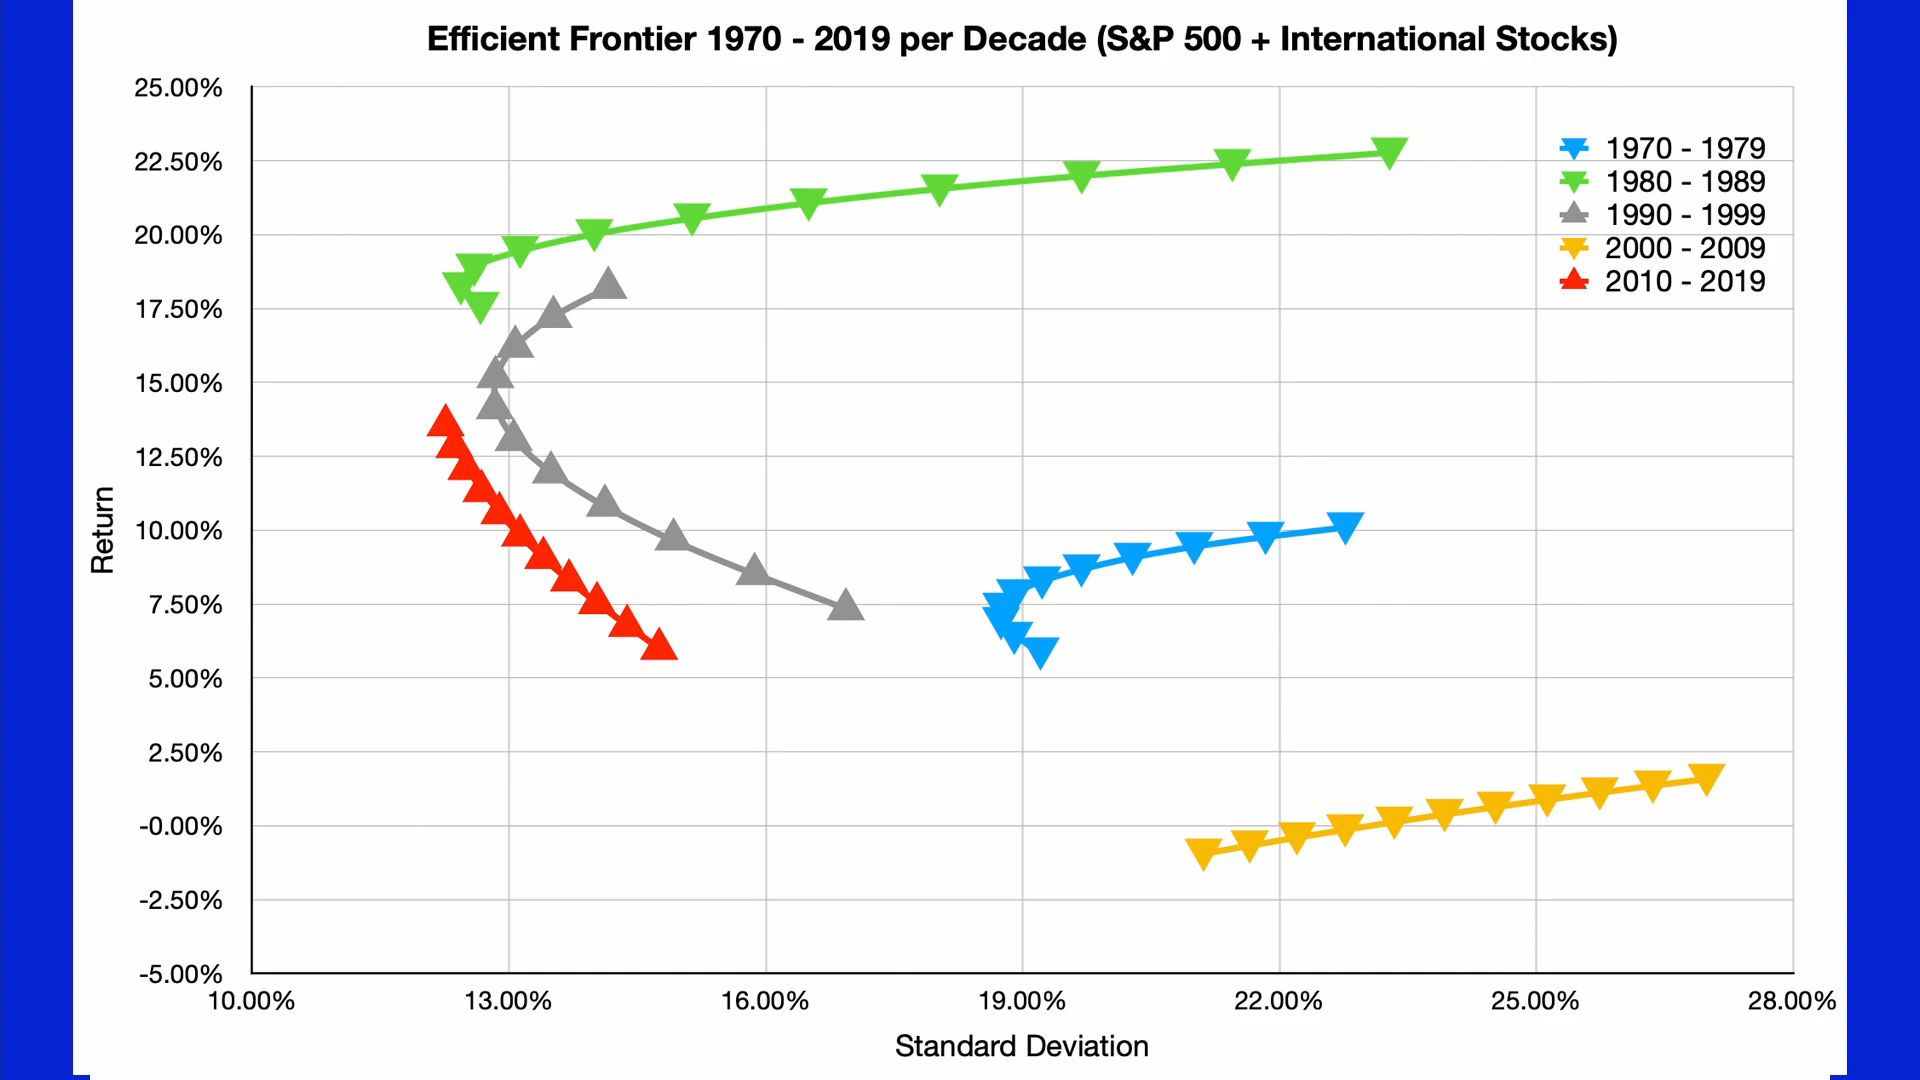 Efficient Frontier 1970 - 2019 per Decade (S&P 500 + International Stocks)
25.00%
22.50%
20.00%
17.50%
15.00%
12.50%
10.00%
7.50%
5.00%
2.50%
-0.00%
-2.50%
-5.00%
Return
1970 - 1979
1980 - 1989
1990 - 1999
2000 - 2009
2010 - 2019
10.00% 13.00% 16.00% 19.00% 22.00% 25.00% 28.00%
Standard Deviation